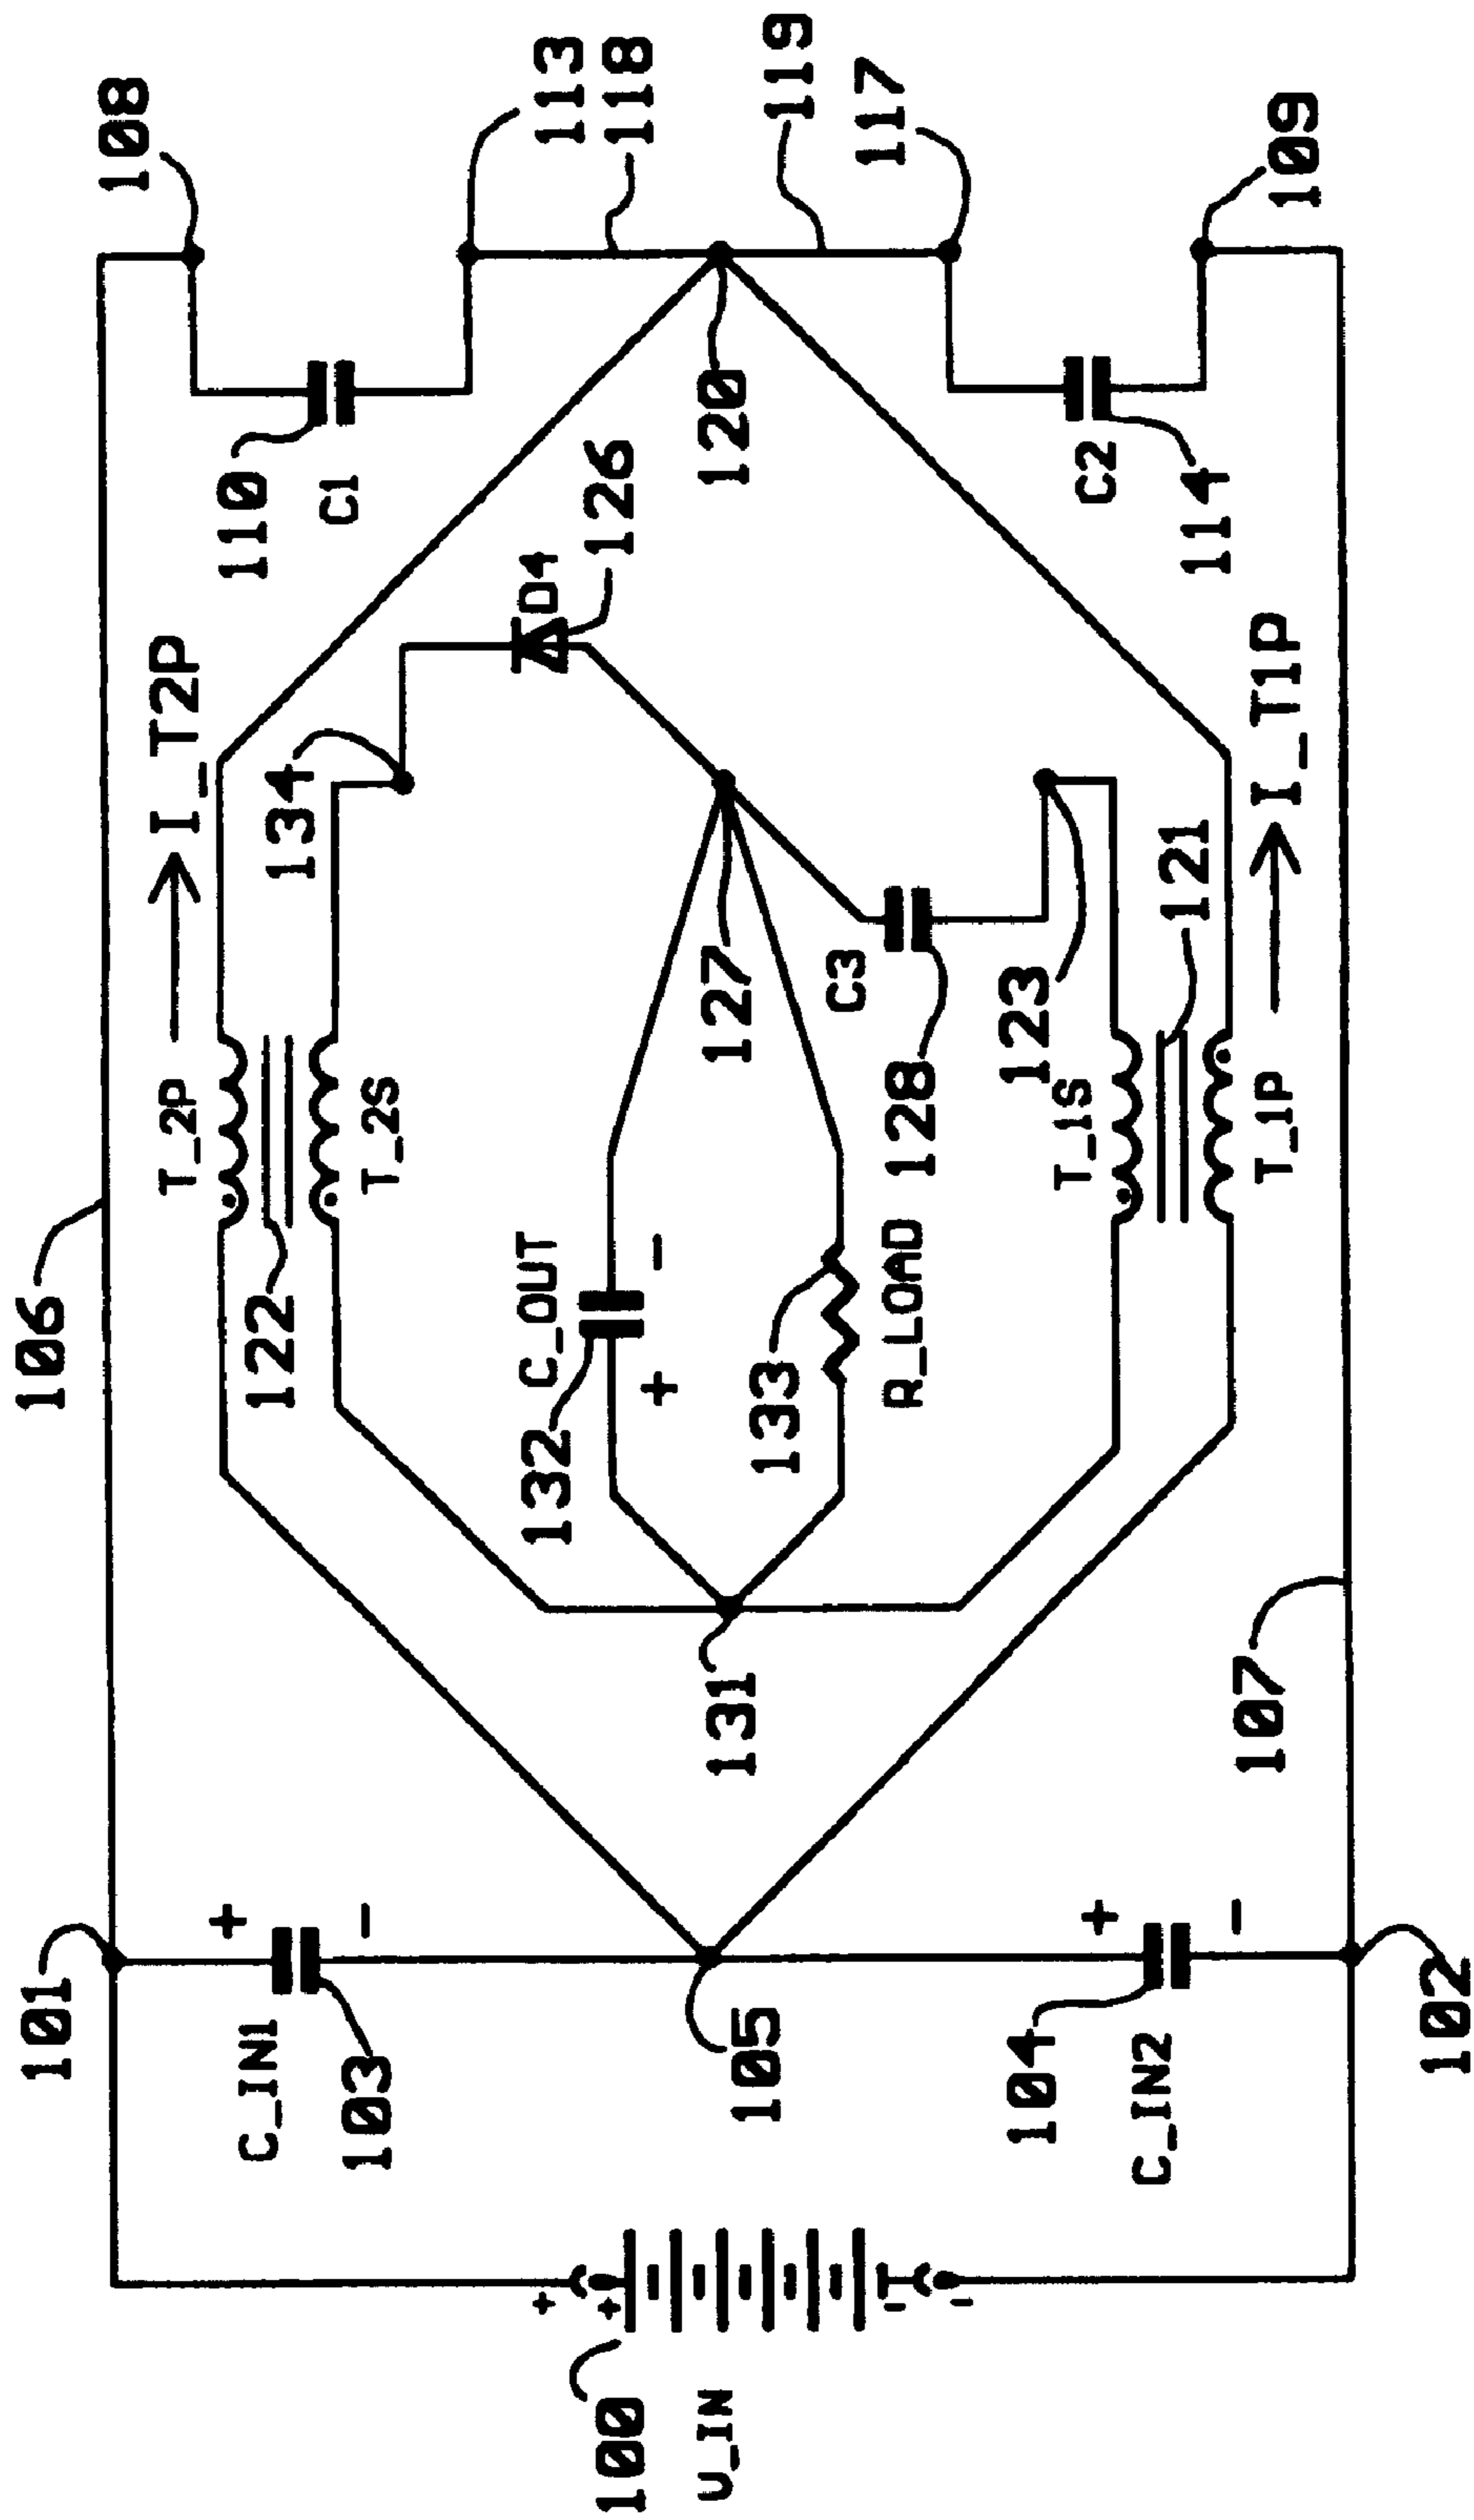 108
113
118
119
117
109
110
C1
D1
126
120
C2
114
I_T2P
I_T1P
134
127
C3
128
123
121
106
T_2P
T_2S
T_1S
T_1P
122
C_OUT
+
-
132
133
R_LOAD
131
107
101
+
-
C_IN1
103
105
+
-
104
C_IN2
102
+
+
-
-
100
U_IN